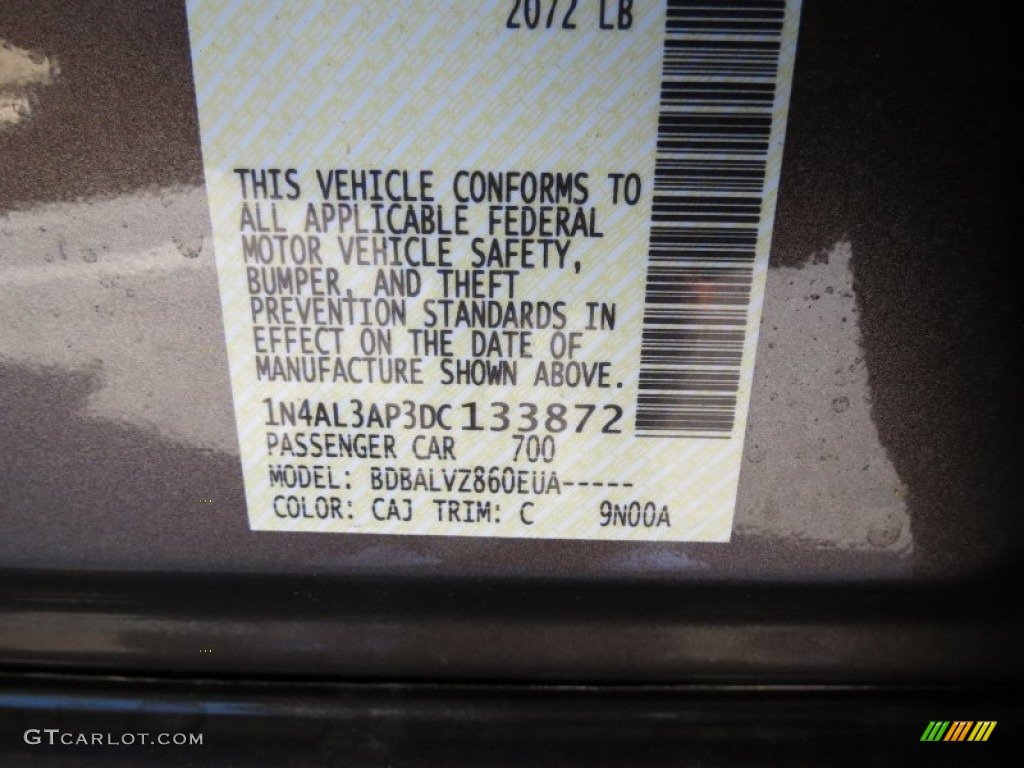 2072 LB
THIS VEHICLE CONFORMS TO
ALL APPLICABLE FEDERAL
MOTOR VEHICLE SAFETY,
BUMPER, AND THEFT
PREVENTION STANDARDS IN
EFFECT ON THE DATE OF
MANUFACTURE SHOWN ABOVE.
1N4AL3AP3DC133872
PASSENGER CAR 700
MODEL: BDBALVZ860EUA-----
COLOR: CAJ TRIM: C 9N00A
GTCARLOT.COM